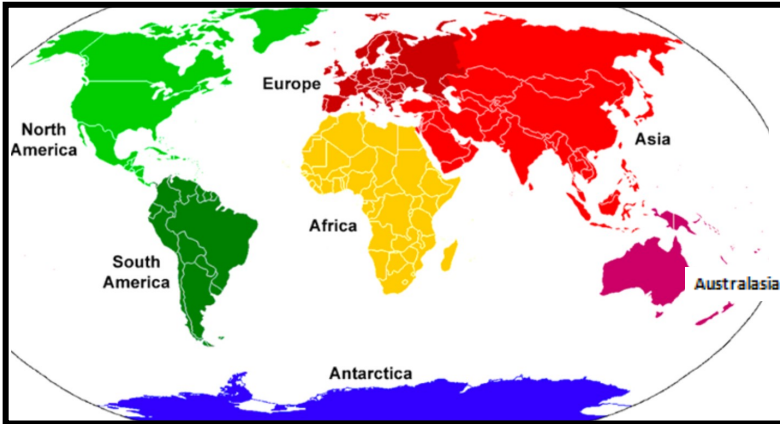 Europe
North
America
Asia
Africa
South
America
Australasia
Antarctica